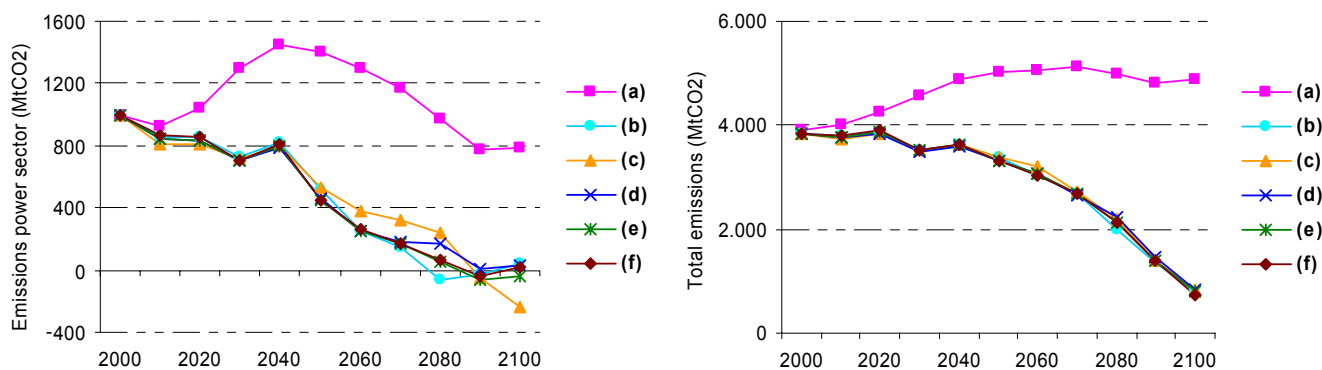 Emissions power sector (MtCO2)
1600
1200
800
400
0
-400
2000 2020 2040 2060 2080 2100
(a)
(b)
(c)
(d)
(e)
(f)
Total emissions (MtCO2)
6.000
4.000
2.000
0
2000 2020 2040 2060 2080 2100
(a)
(b)
(c)
(d)
(e)
(f)